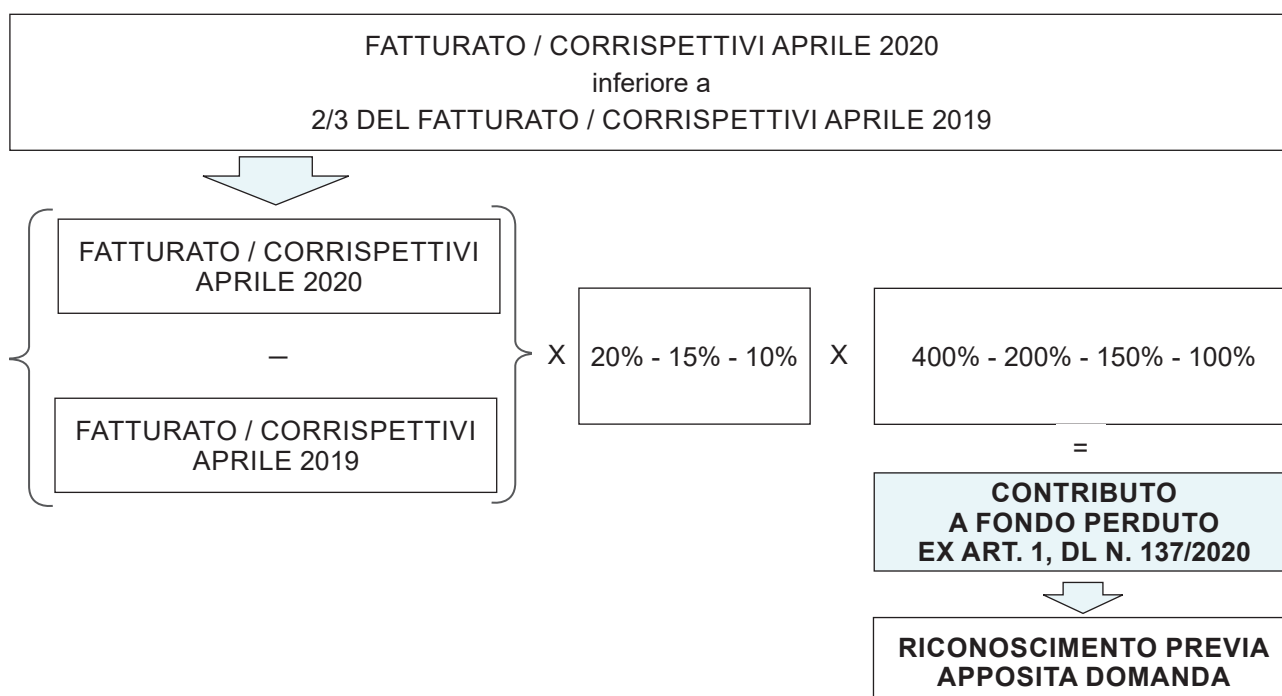 FATTURATO / CORRISPETTIVI APRILE 2020
inferiore a
2/3 DEL FATTURATO / CORRISPETTIVI APRILE 2019
FATTURATO / CORRISPETTIVI
APRILE 2020
–
FATTURATO / CORRISPETTIVI
APRILE 2019
X
20% - 15% - 10%
X
400% - 200% - 150% - 100%
=
CONTRIBUTO
A FONDO PERDUTO
EX ART. 1, DL N. 137/2020
RICONOSCIMENTO PREVIA
APPOSITA DOMANDA